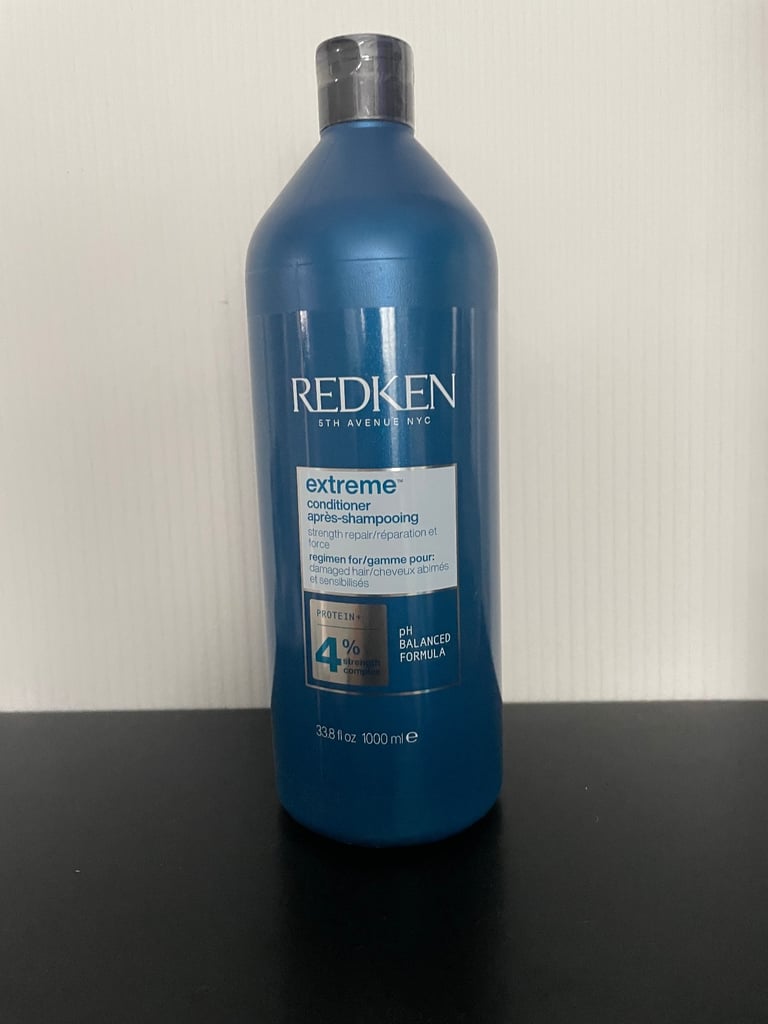 REDKEN
5TH AVENUE NYC
extreme™
conditioner
après-shampooing
strength repair/réparation et
force
regimen for/gamme pour:
damaged hair/cheveux abîmés
et sensibilisés
PROTEIN+
4%
strength
complex
pH
BALANCED
FORMULA
33.8 fl oz 1000 ml ℮